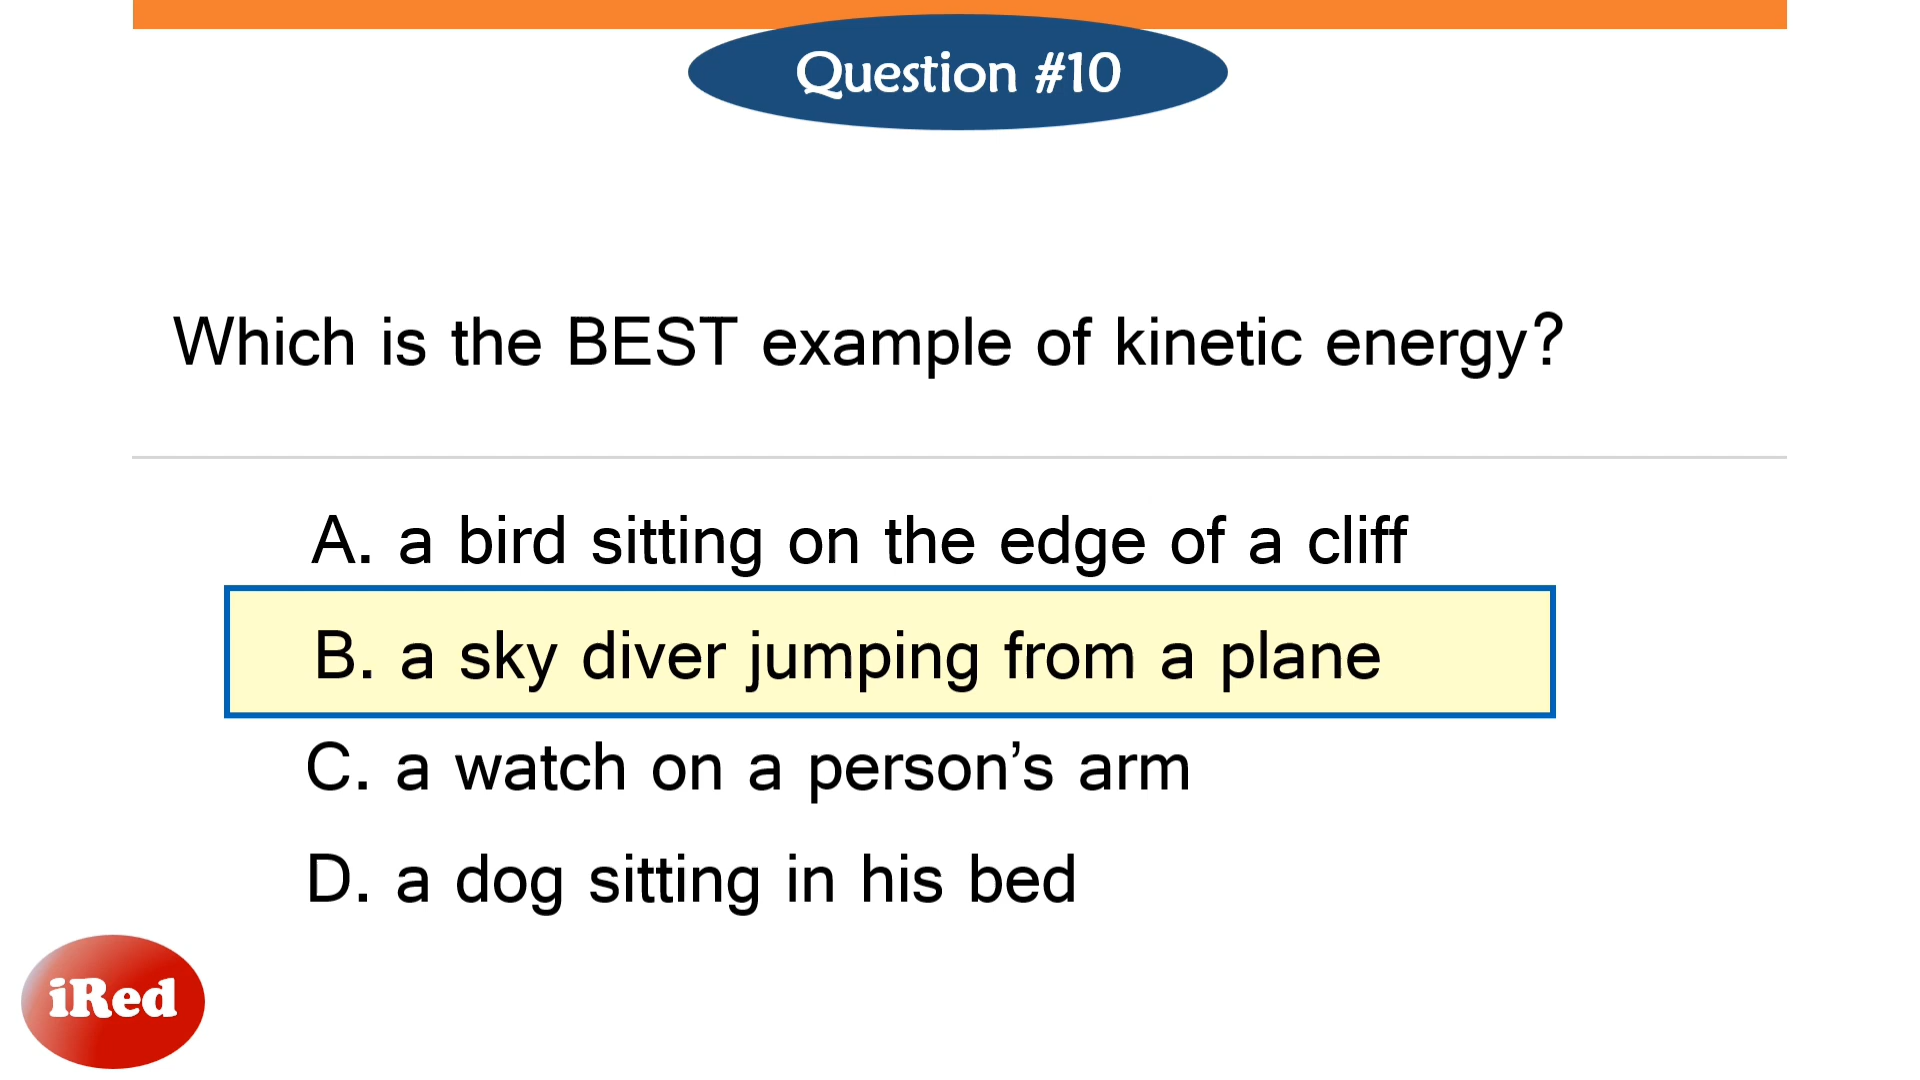 Question #10
Which is the BEST example of kinetic energy?
A. a bird sitting on the edge of a cliff
B. a sky diver jumping from a plane
C. a watch on a person’s arm
D. a dog sitting in his bed
iRed